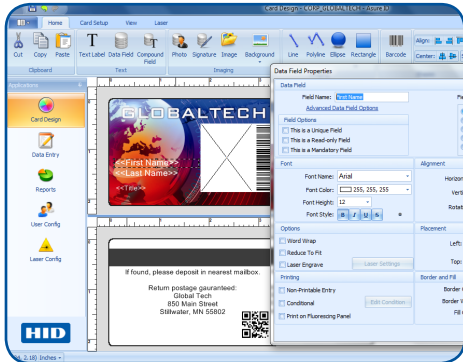 Card Design - CORP_GLOBALTECH - Azure ID
Home Card Setup View Laser
Cut Copy Paste Text Label Data Field Compound Field Photo Signature Image Background Line Polyline Ellipse Rectangle Barcode Align:
Center:
Clipboard Text Imaging
Applications
Card Design
Data Entry
Reports
User Config
Laser Config
HID
GLOBALTECH
<<First Name>>
<<Last Name>>
<<Title>>
If found, please deposit in nearest mailbox.
Return postage gauranteed:
Global Tech
850 Main Street
Stillwater, MN 55802
Data Field Properties
Data Field
Field Name: First Name
Advanced Data Field Options
Field Options
This is a Unique Field
This is a Read-only Field
This is a Mandatory Field
Font Alignment
Font Name: Arial
Font Color: 255, 255, 255
Font Height: 12
Font Style: B I U S
Options Placement
Word Wrap
Reduce To Fit Left:
Laser Engrave Laser Settings Top:
Printing Border and Fill
Non-Printable Entry
Conditional Edit Condition
Print on Fluorescing Panel
2.18) Inches